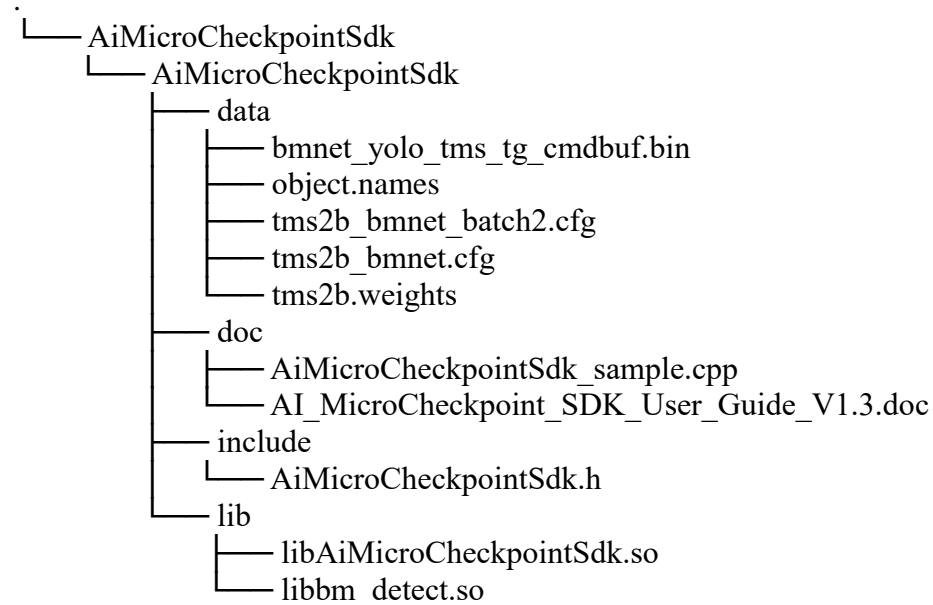 .
└── AiMicroCheckpointSdk
└── AiMicroCheckpointSdk
├── data
├── bmnet_yolo_tms_tg_cmdbuf.bin
├── object.names
├── tms2b_bmnet_batch2.cfg
├── tms2b_bmnet.cfg
└── tms2b.weights
├── doc
├── AiMicroCheckpointSdk_sample.cpp
└── AI_MicroCheckpoint_SDK_User_Guide_V1.3.doc
├── include
└── AiMicroCheckpointSdk.h
└── lib
├── libAiMicroCheckpointSdk.so
└── libbm_detect.so